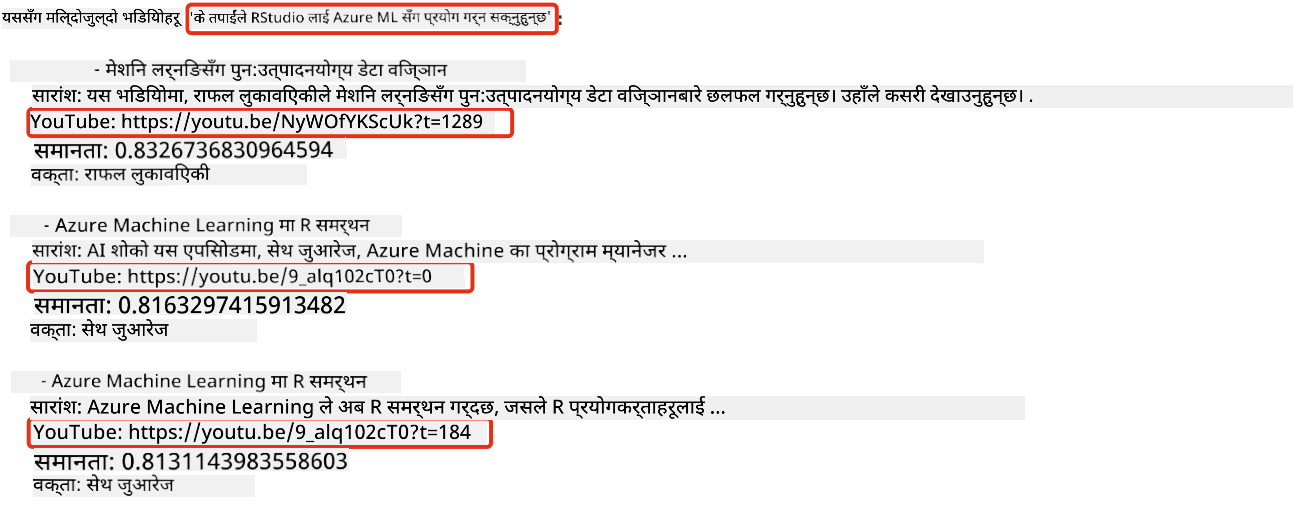 यससँग मिल्दोजुल्दो भिडियोहरू 'के तपाईंले RStudio लाई Azure ML सँग प्रयोग गर्न सक्नुहुन्छ':
- मेशिन लर्निङसँग पुन:उत्पादनयोग्य डेटा विज्ञान
सारांश: यस भिडियोमा, राफल लुकावiecकीले मेशिन लर्निङसँग पुन:उत्पादनयोग्य डेटा विज्ञानबारे छलफल गर्नुहुन्छ। उहाँले कसरी देखाउनुहुन्छ। .
YouTube: https://youtu.be/NyWOfYKScUk?t=1289
समानता: 0.8326736830964594
वक्ता: राफल लुकाविएकी
- Azure Machine Learning मा R समर्थन
सारांश: AI शोको यस एपिसोडमा, सेथ जुआरेज, Azure Machine का प्रोग्राम म्यानेजर ...
YouTube: https://youtu.be/9_alq102cT0?t=0
समानता: 0.8163297415913482
वक्ता: सेथ जुआरेज
- Azure Machine Learning मा R समर्थन
सारांश: Azure Machine Learning ले अब R समर्थन गर्दछ, जसले R प्रयोगकर्ताहरूलाई ...
YouTube: https://youtu.be/9_alq102cT0?t=184
समानता: 0.8131143983558603
वक्ता: सेथ जुआरेज